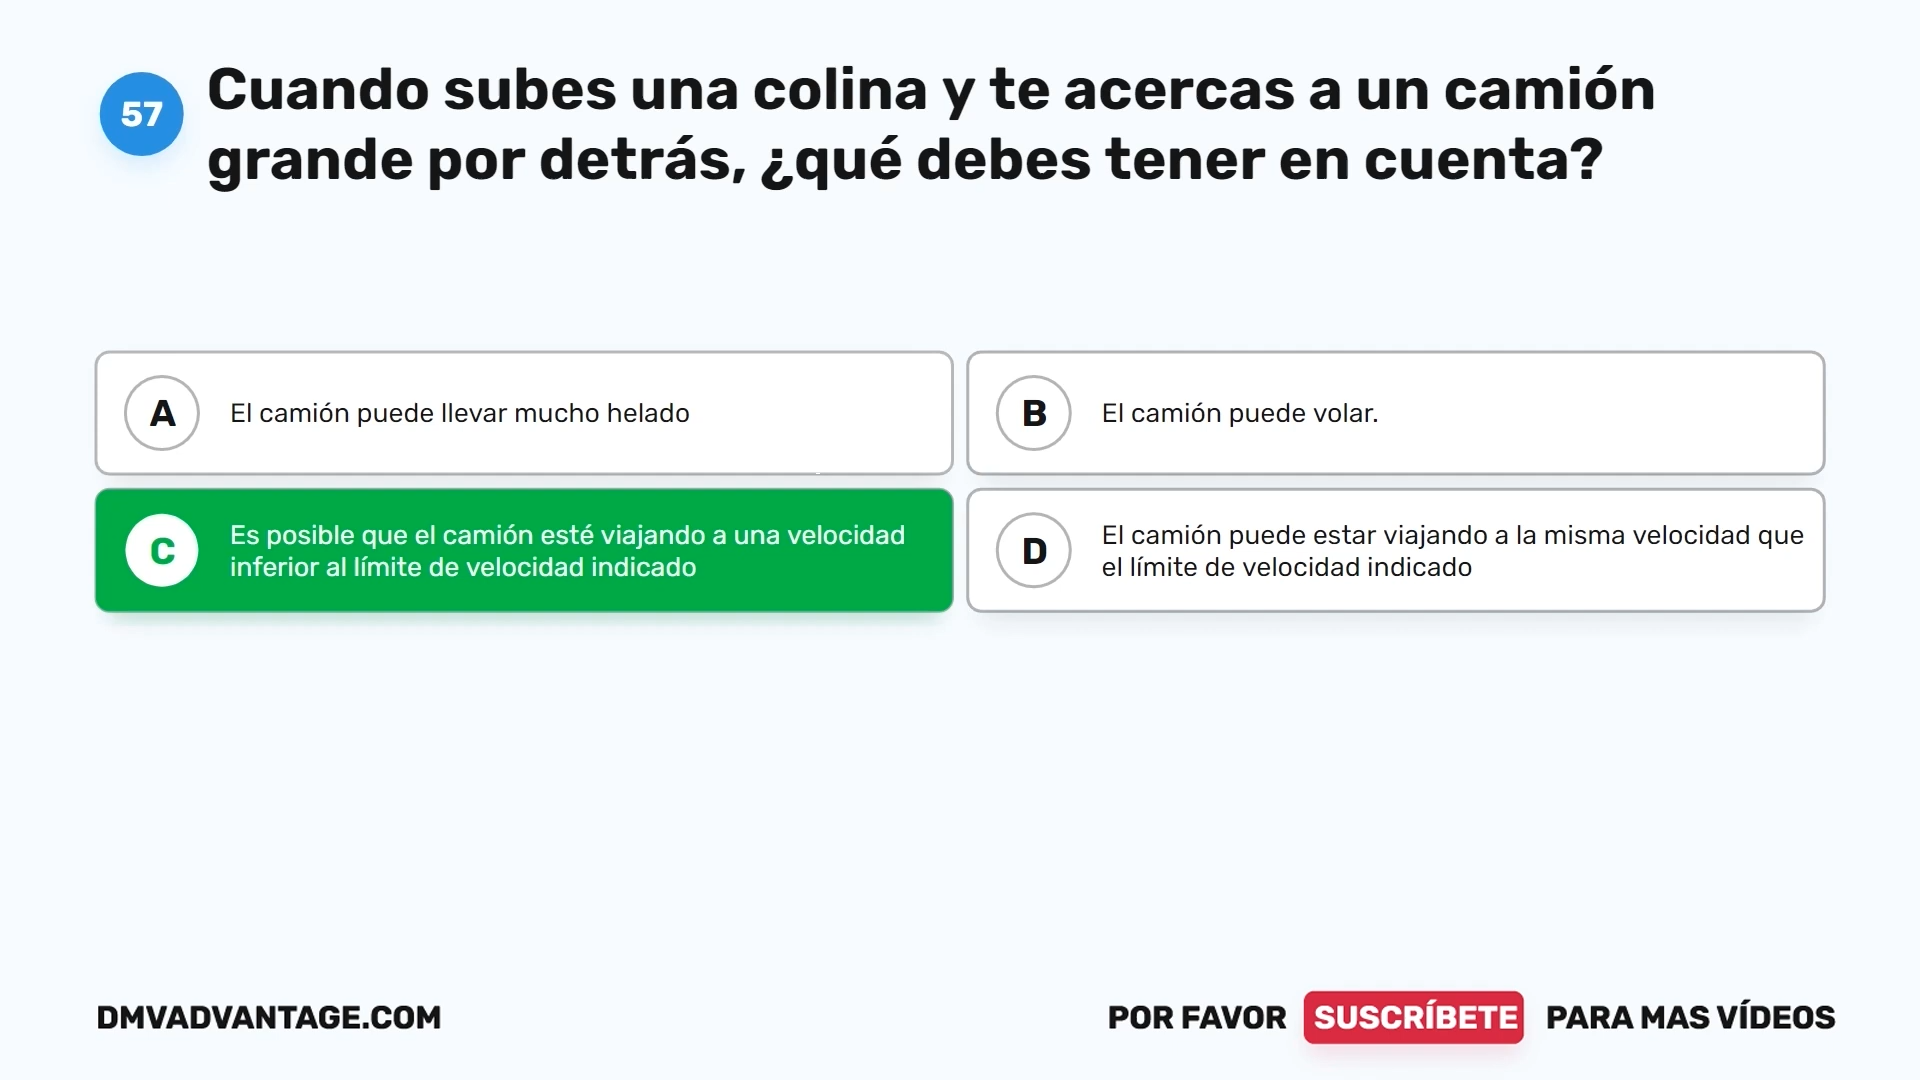 57
Cuando subes una colina y te acercas a un camión
grande por detrás, ¿qué debes tener en cuenta?
A
El camión puede llevar mucho helado
B
El camión puede volar.
C
Es posible que el camión esté viajando a una velocidad
inferior al límite de velocidad indicado
D
El camión puede estar viajando a la misma velocidad que
el límite de velocidad indicado
DMVADVANTAGE.COM
POR FAVOR SUSCRÍBETE PARA MAS VÍDEOS